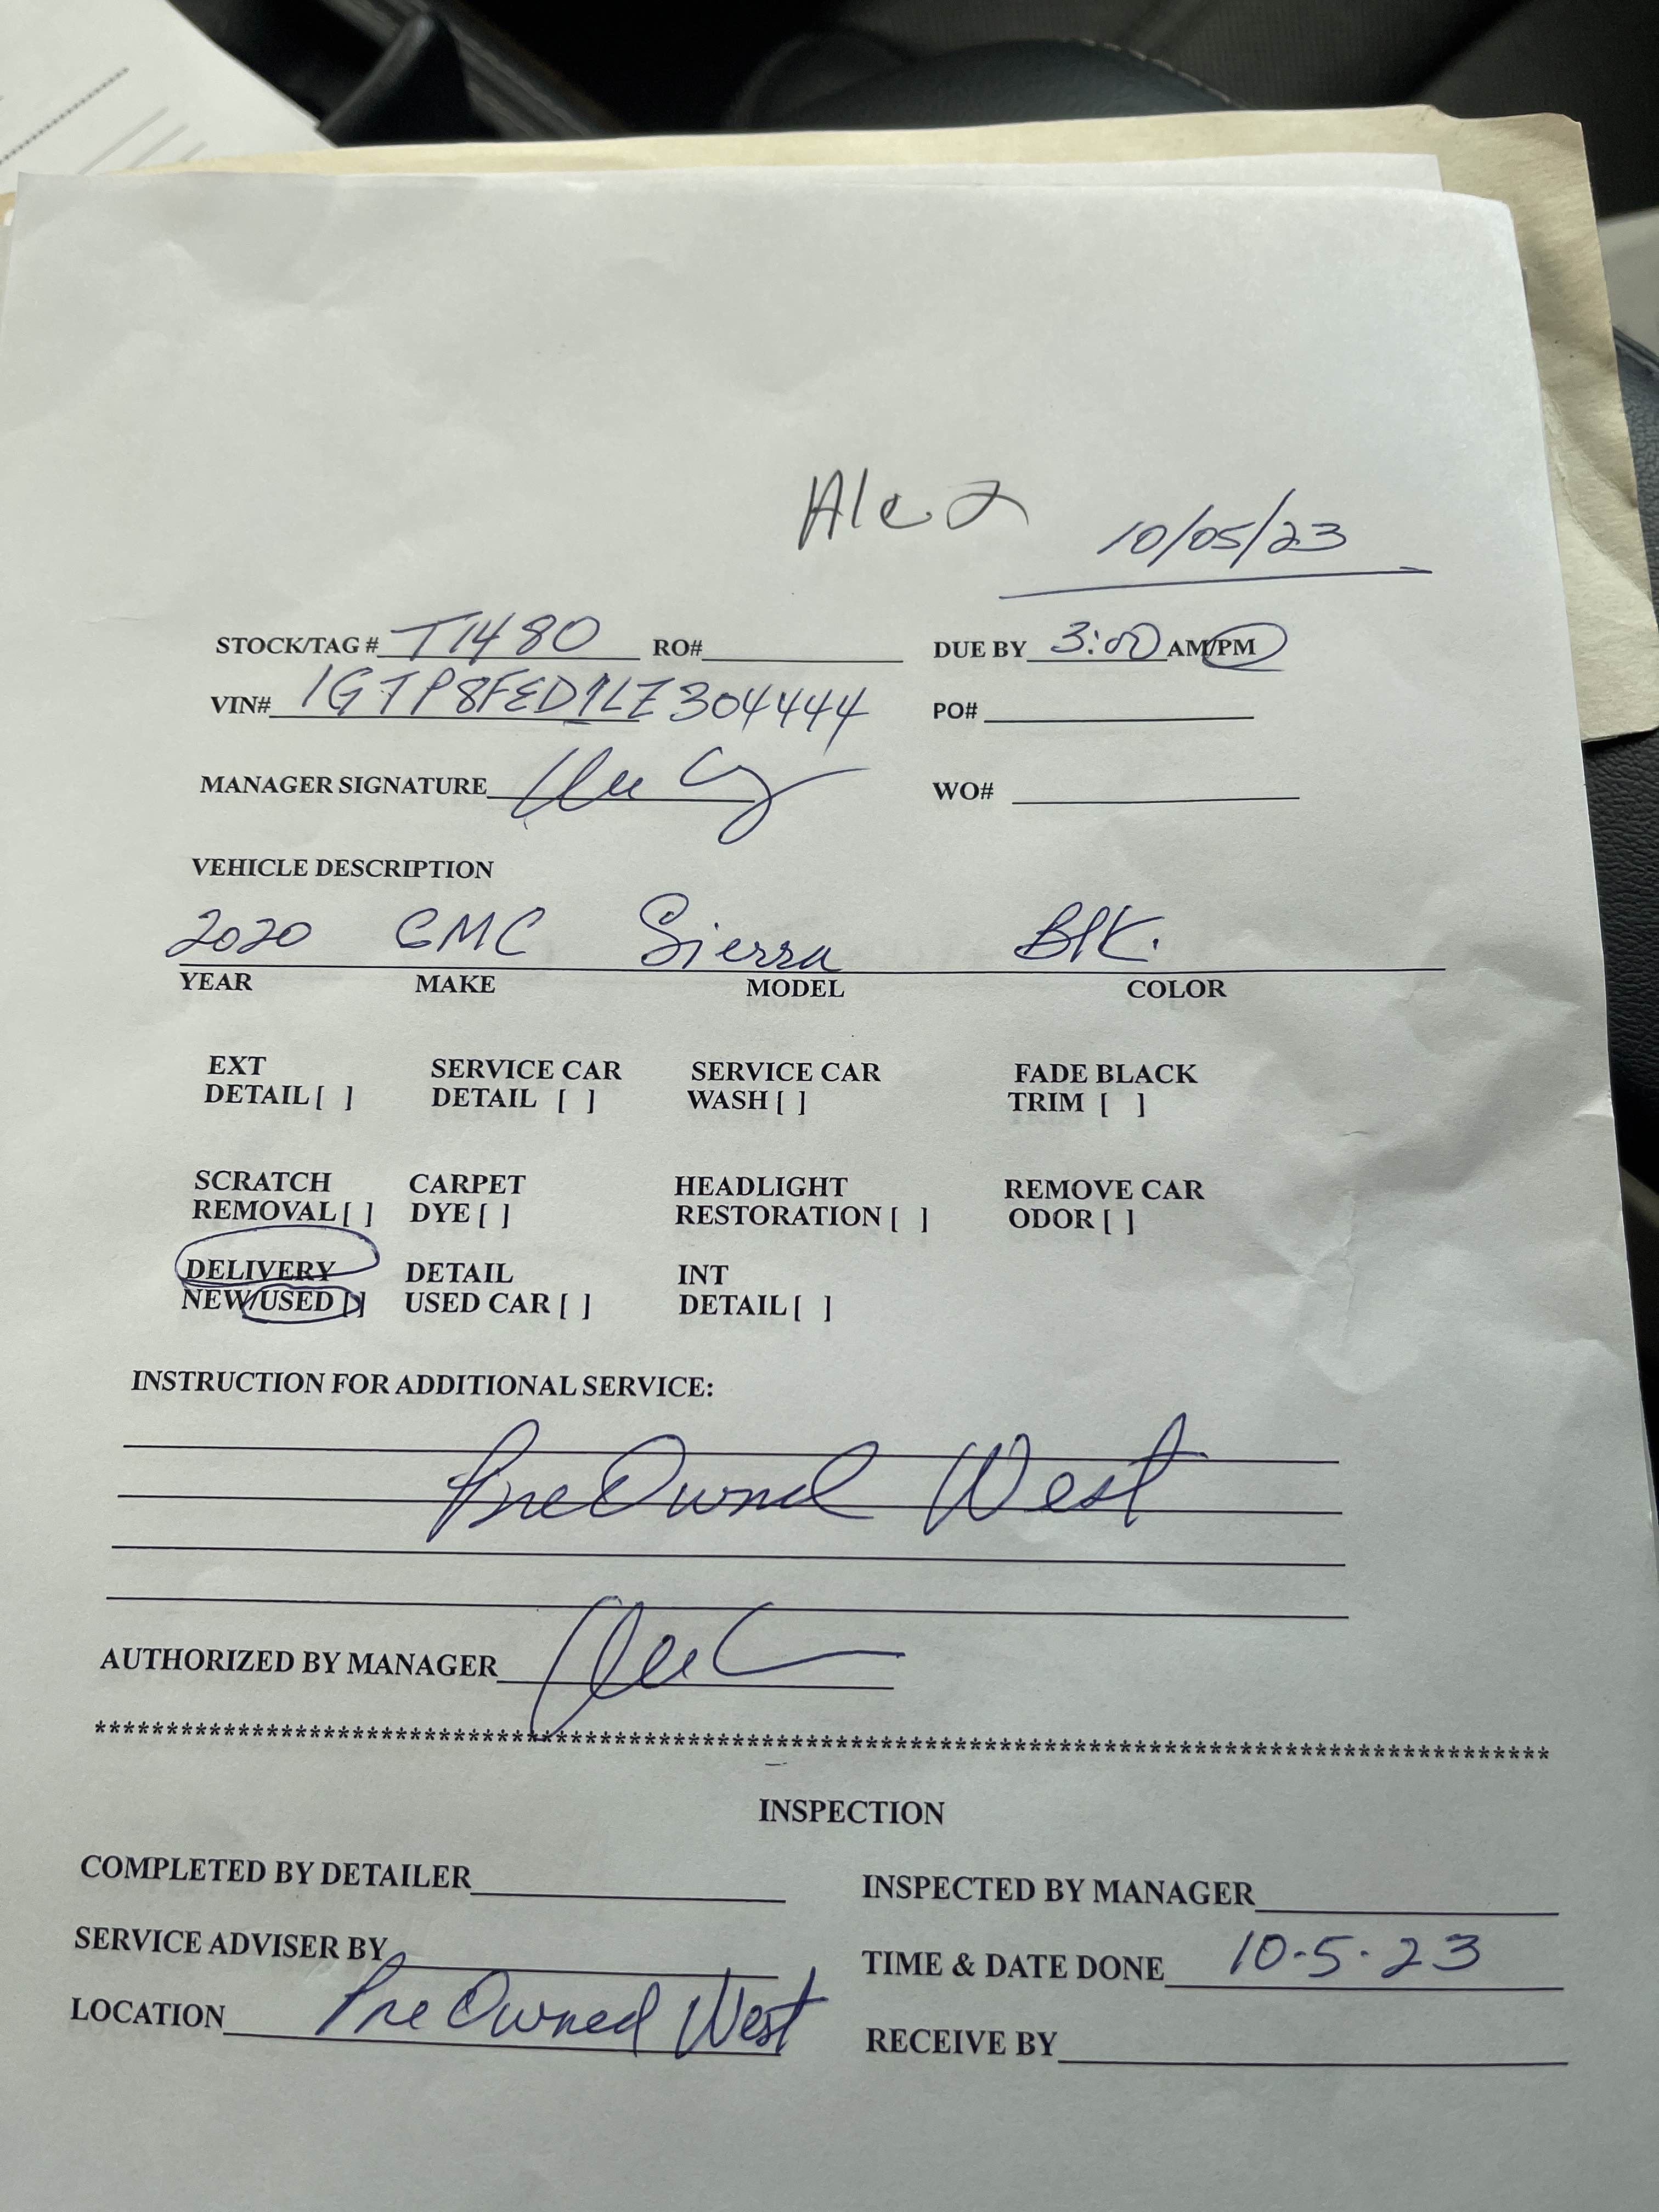 Alex
10/05/23
STOCK/TAG # T1480 RO# DUE BY 3:00 AM/PM
VIN# 1GTP8FED1LZ304444 PO#
MANAGER SIGNATURE WO#
VEHICLE DESCRIPTION
2020 GMC Sierra Blk.
YEAR MAKE MODEL COLOR
EXT SERVICE CAR SERVICE CAR FADE BLACK
DETAIL [ ] DETAIL [ ] WASH [ ] TRIM [ ]
SCRATCH CARPET HEADLIGHT REMOVE CAR
REMOVAL [ ] DYE [ ] RESTORATION [ ] ODOR [ ]
DELIVERY DETAIL INT
NEW/USED [ ] USED CAR [ ] DETAIL [ ]
INSTRUCTION FOR ADDITIONAL SERVICE:
PreOwned West
AUTHORIZED BY MANAGER
****************************************************************************************************
INSPECTION
COMPLETED BY DETAILER INSPECTED BY MANAGER
SERVICE ADVISER BY TIME & DATE DONE 10-5-23
LOCATION PreOwned West RECEIVE BY